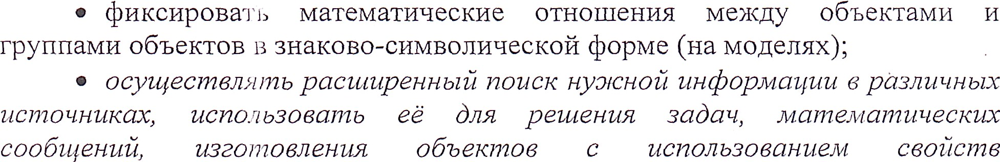 • фиксировать математические отношения между объектами и
группами объектов в знаково-символической форме (на моделях);
• осуществлять расширенный поиск нужной информации в различных
источниках, использовать её для решения задач, математических
сообщений, изготовления объектов с использованием свойств